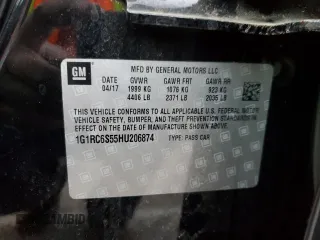 GM
MFD BY GENERAL MOTORS LLC
DATE GVWR GAWR FRT GAWR RR
04/17 1999 KG 1076 KG 923 KG
4406 LB 2371 LB 2035 LB
THIS VEHICLE CONFORMS TO ALL APPLICABLE U.S. FEDERAL MOTOR
VEHICLE SAFETY, BUMPER, AND THEFT PREVENTION
STANDARDS IN EFFECT ON THE DATE OF MANUFACTURE SHOWN ABOVE.
1G1RC6S55HU206874
TYPE: PASS CAR